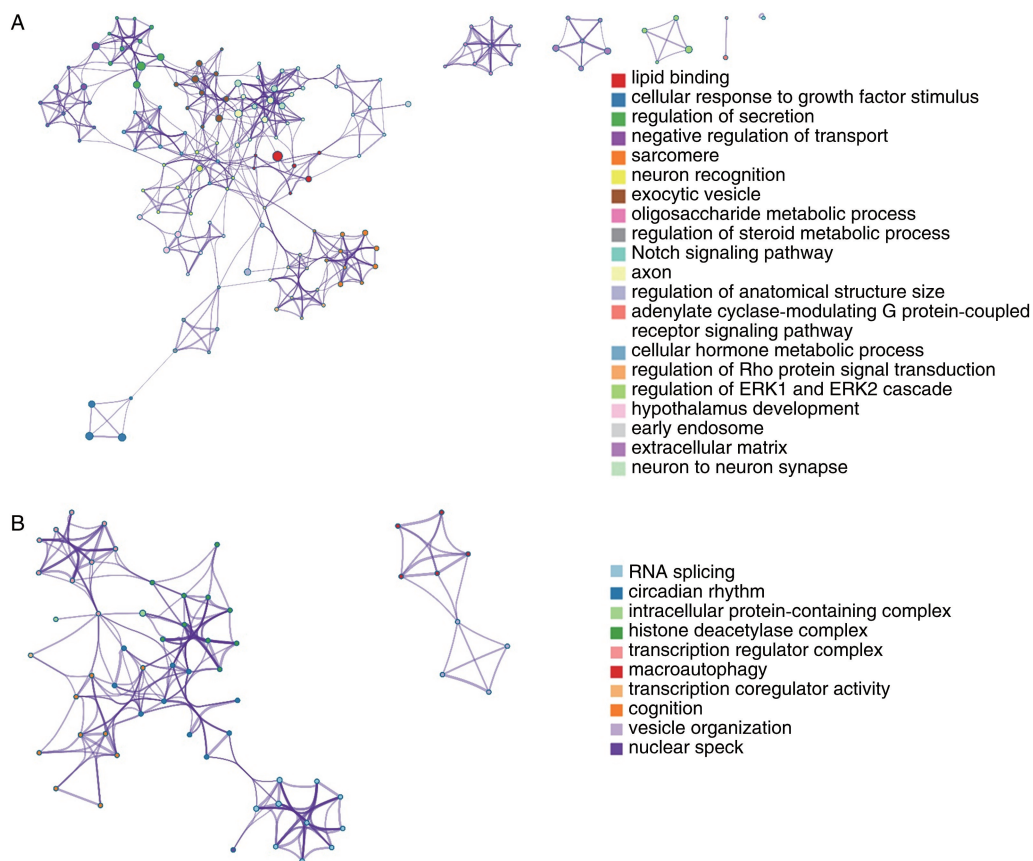 A
lipid binding
cellular response to growth factor stimulus
regulation of secretion
negative regulation of transport
sarcomere
neuron recognition
exocytic vesicle
oligosaccharide metabolic process
regulation of steroid metabolic process
Notch signaling pathway
axon
regulation of anatomical structure size
adenylate cyclase-modulating G protein-coupled
receptor signaling pathway
cellular hormone metabolic process
regulation of Rho protein signal transduction
regulation of ERK1 and ERK2 cascade
hypothalamus development
early endosome
extracellular matrix
neuron to neuron synapse
B
RNA splicing
circadian rhythm
intracellular protein-containing complex
histone deacetylase complex
transcription regulator complex
macroautophagy
transcription coregulator activity
cognition
vesicle organization
nuclear speck